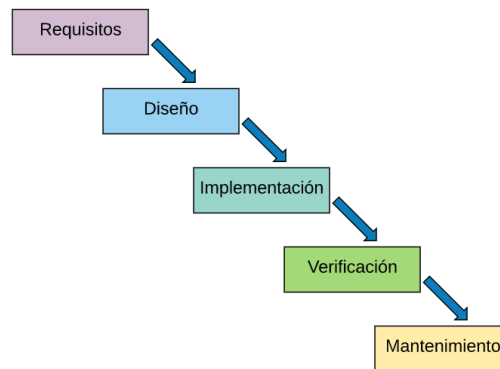 Requisitos
Diseño
Implementación
Verificación
Mantenimiento